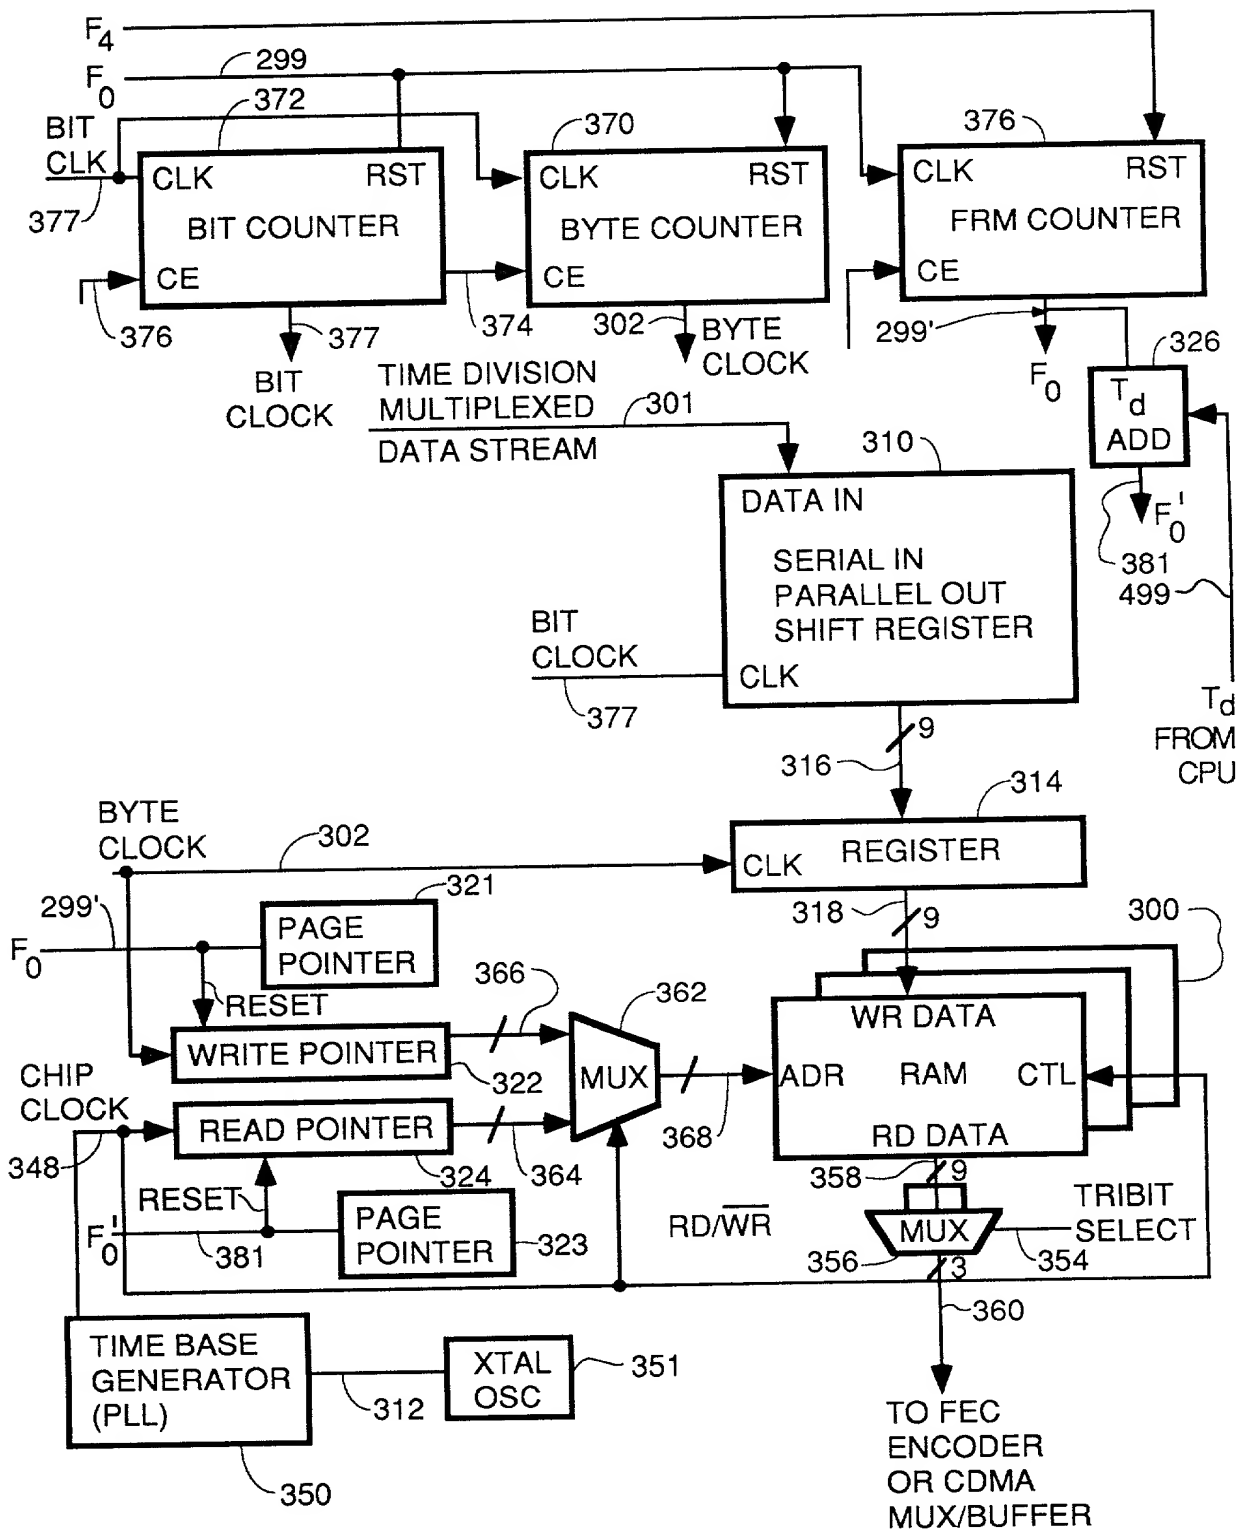 F4
F0
299
372
BIT
CLK
377
CLK
RST
BIT COUNTER
CE
376
377
BIT
CLOCK
370
CLK
RST
BYTE COUNTER
CE
374
302
BYTE
CLOCK
376
CLK
RST
FRM COUNTER
CE
299'
F0
326
Td
ADD
F0'
381
499
Td
FROM
CPU
TIME DIVISION
MULTIPLEXED
DATA STREAM
301
310
DATA IN
SERIAL IN
PARALLEL OUT
SHIFT REGISTER
CLK
BIT
CLOCK
377
9
316
314
REGISTER
CLK
BYTE
CLOCK
302
318
9
300
299'
F0
321
PAGE
POINTER
RESET
WRITE POINTER
322
366
362
MUX
368
WR DATA
ADR
RAM
CTL
RD DATA
CHIP
CLOCK
348
READ POINTER
324
364
RESET
F0'
381
PAGE
POINTER
323
RD/W̅R̅
358
9
MUX
356
3
TRIBIT
SELECT
354
360
TIME BASE
GENERATOR
(PLL)
350
312
XTAL
OSC
351
TO FEC
ENCODER
OR CDMA
MUX/BUFFER